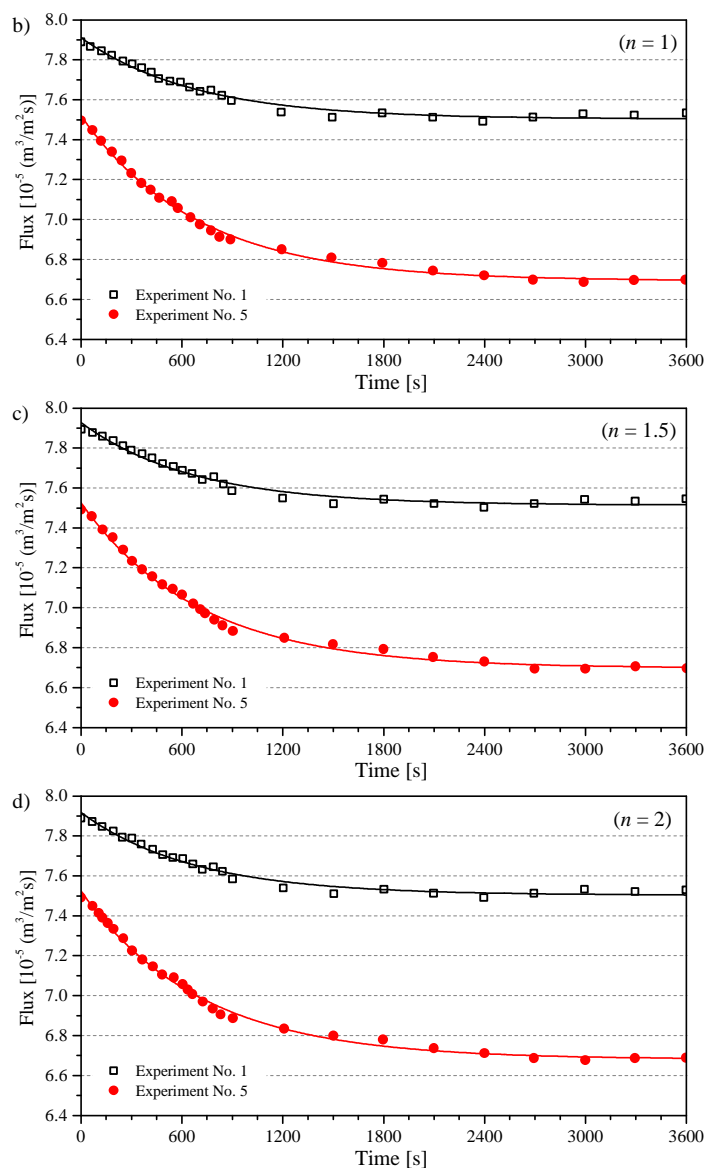 b)
(n = 1)
Flux [10⁻⁵ (m³/m²s)]
8.0
7.8
7.6
7.4
7.2
7.0
6.8
6.6
6.4
Experiment No. 1
Experiment No. 5
0 600 1200 1800 2400 3000 3600
Time [s]
c)
(n = 1.5)
Flux [10⁻⁵ (m³/m²s)]
8.0
7.8
7.6
7.4
7.2
7.0
6.8
6.6
6.4
Experiment No. 1
Experiment No. 5
0 600 1200 1800 2400 3000 3600
Time [s]
d)
(n = 2)
Flux [10⁻⁵ (m³/m²s)]
8.0
7.8
7.6
7.4
7.2
7.0
6.8
6.6
6.4
Experiment No. 1
Experiment No. 5
0 600 1200 1800 2400 3000 3600
Time [s]